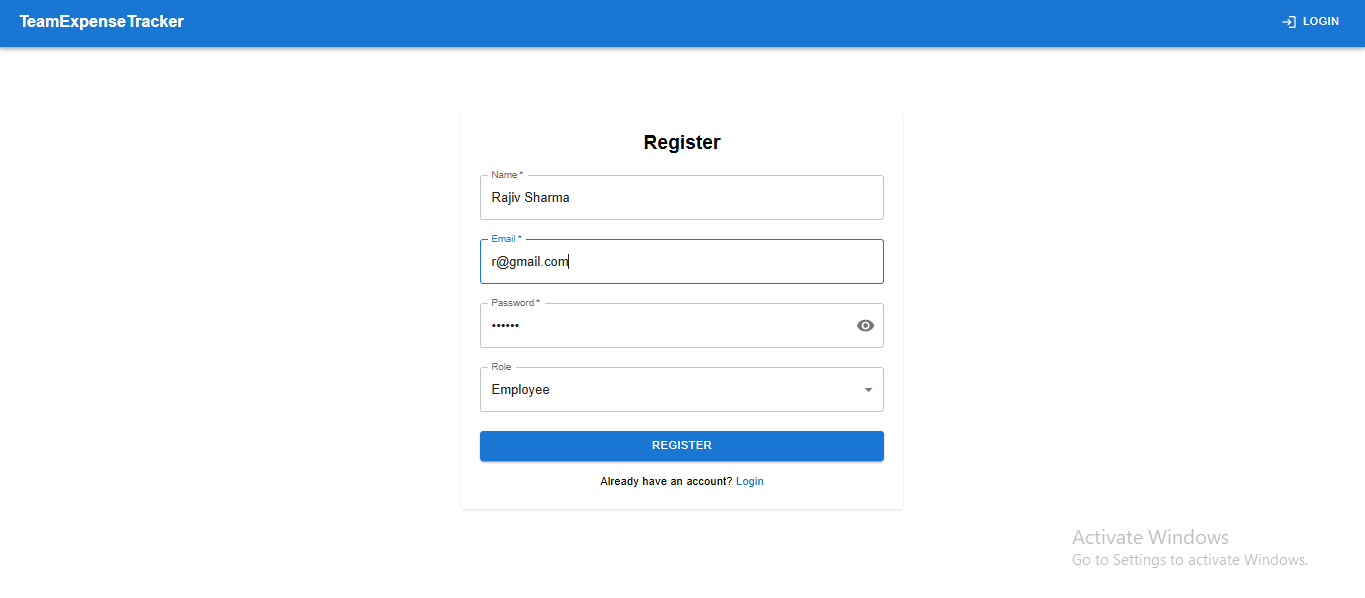 TeamExpenseTracker
LOGIN
Register
Name *
Rajiv Sharma
Email *
r@gmail.com
Password *
••••••
Role
Employee
REGISTER
Already have an account? Login
Activate Windows
Go to Settings to activate Windows.